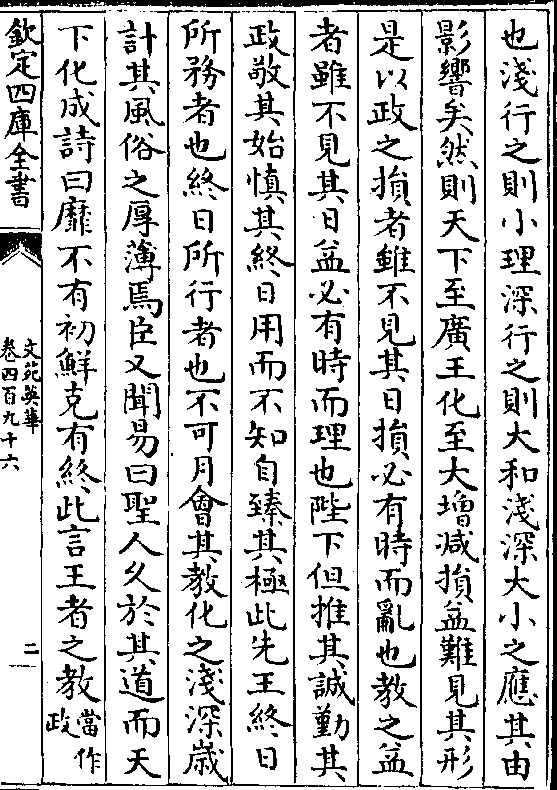 也淺行之則小理深行之則大和淺深大小之應其由
影響矣然則天下至廣王化至大增减損益難見其形
是以政之損者雖不見其日損必有時而亂也教之益
者雖不見其日益必有時而理也陛下但推其誠勤其
政敬其始慎其終日用而不知自臻其極此先王終日
所務者也終日所行者也不可月會其教化之淺深歲
計其風俗之厚薄焉臣又聞易曰聖人久於其道而天
下化成詩曰靡不有初鮮克有終此言王者之教當作政
欽定四庫全書
文苑英華
卷四百九十六
二